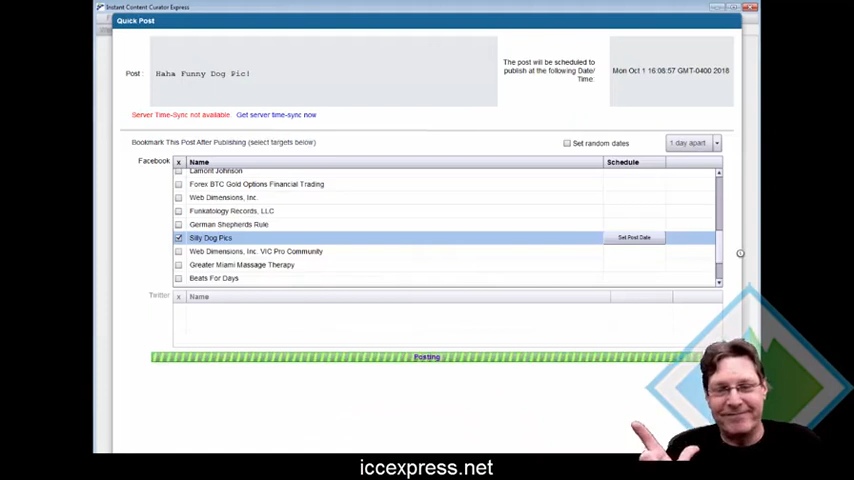 Instant Content Curator Express
Quick Post
Post :
Haha Funny Dog Pic!
The post will be scheduled to
publish at the following Date/
Time:
Mon Oct 1 16:08:57 GMT-0400 2018
Server Time-Sync not available. Get server time-sync now
Bookmark This Post After Publishing (select targets below)
Set random dates
1 day apart
Facebook
x Name Schedule
Lamont Johnson
Forex BTC Gold Options Financial Trading
Web Dimensions, Inc.
Funkatology Records, LLC
German Shepherds Rule
Silly Dog Pics Set Post Date
Web Dimensions, Inc. VIC Pro Community
Greater Miami Massage Therapy
Beats For Days
Twitter
x Name
Posting
iccexpress.net